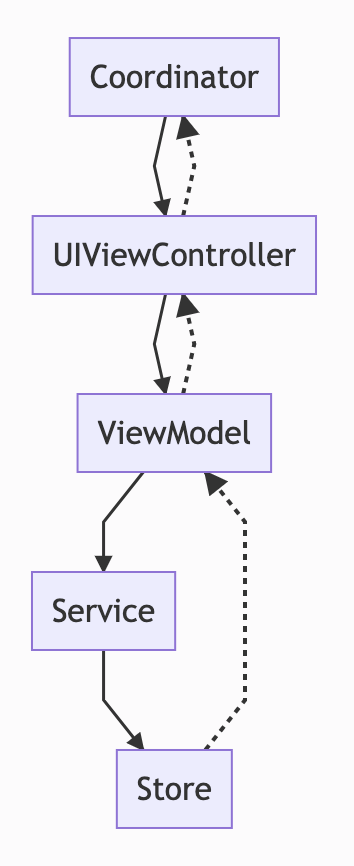 Coordinator
UIViewController
ViewModel
Service
Store